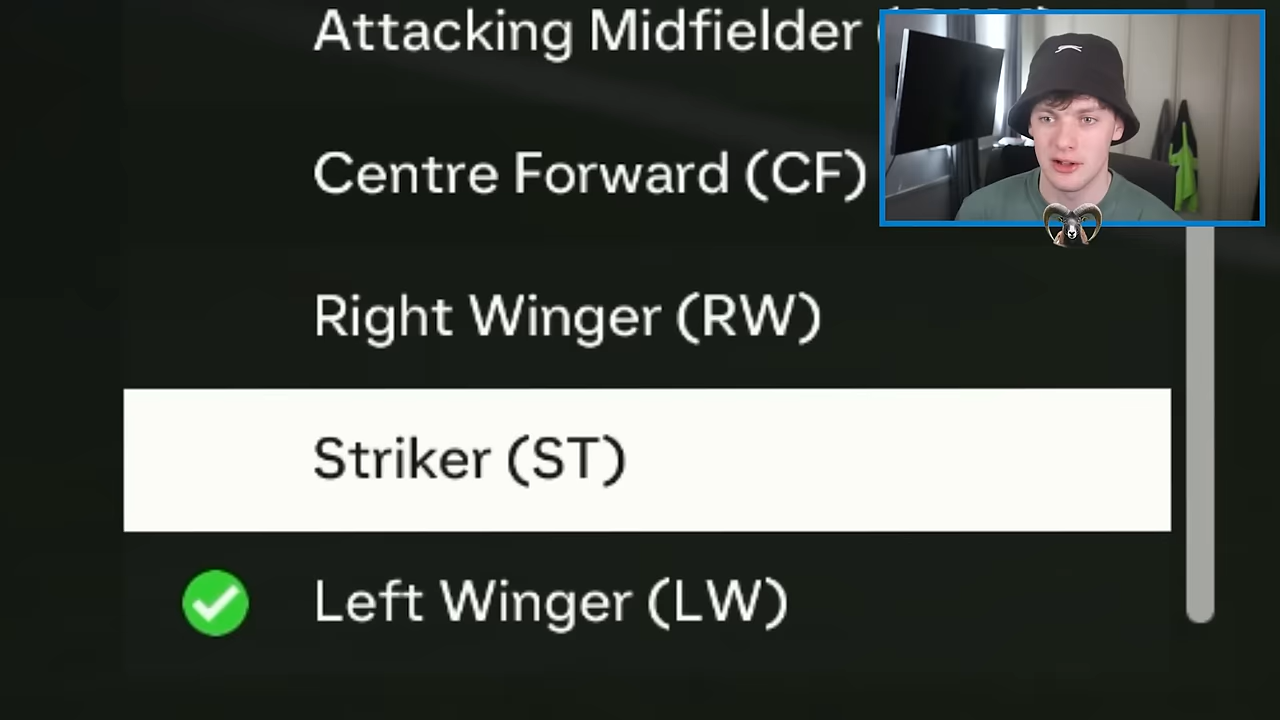 Attacking Midfielder
Centre Forward (CF)
Right Winger (RW)
Striker (ST)
Left Winger (LW)